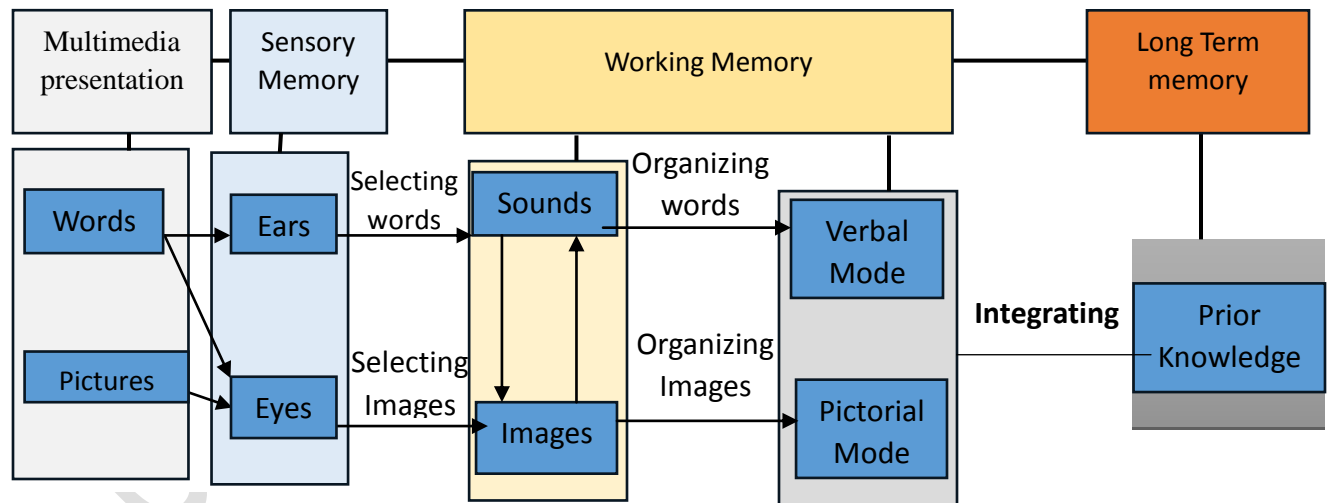 Multimedia
presentation
Sensory
Memory
Working Memory
Long Term
memory
Words
Pictures
Ears
Eyes
Selecting
words
Selecting
Images
Sounds
Images
Organizing
words
Organizing
Images
Verbal
Mode
Pictorial
Mode
Integrating
Prior
Knowledge